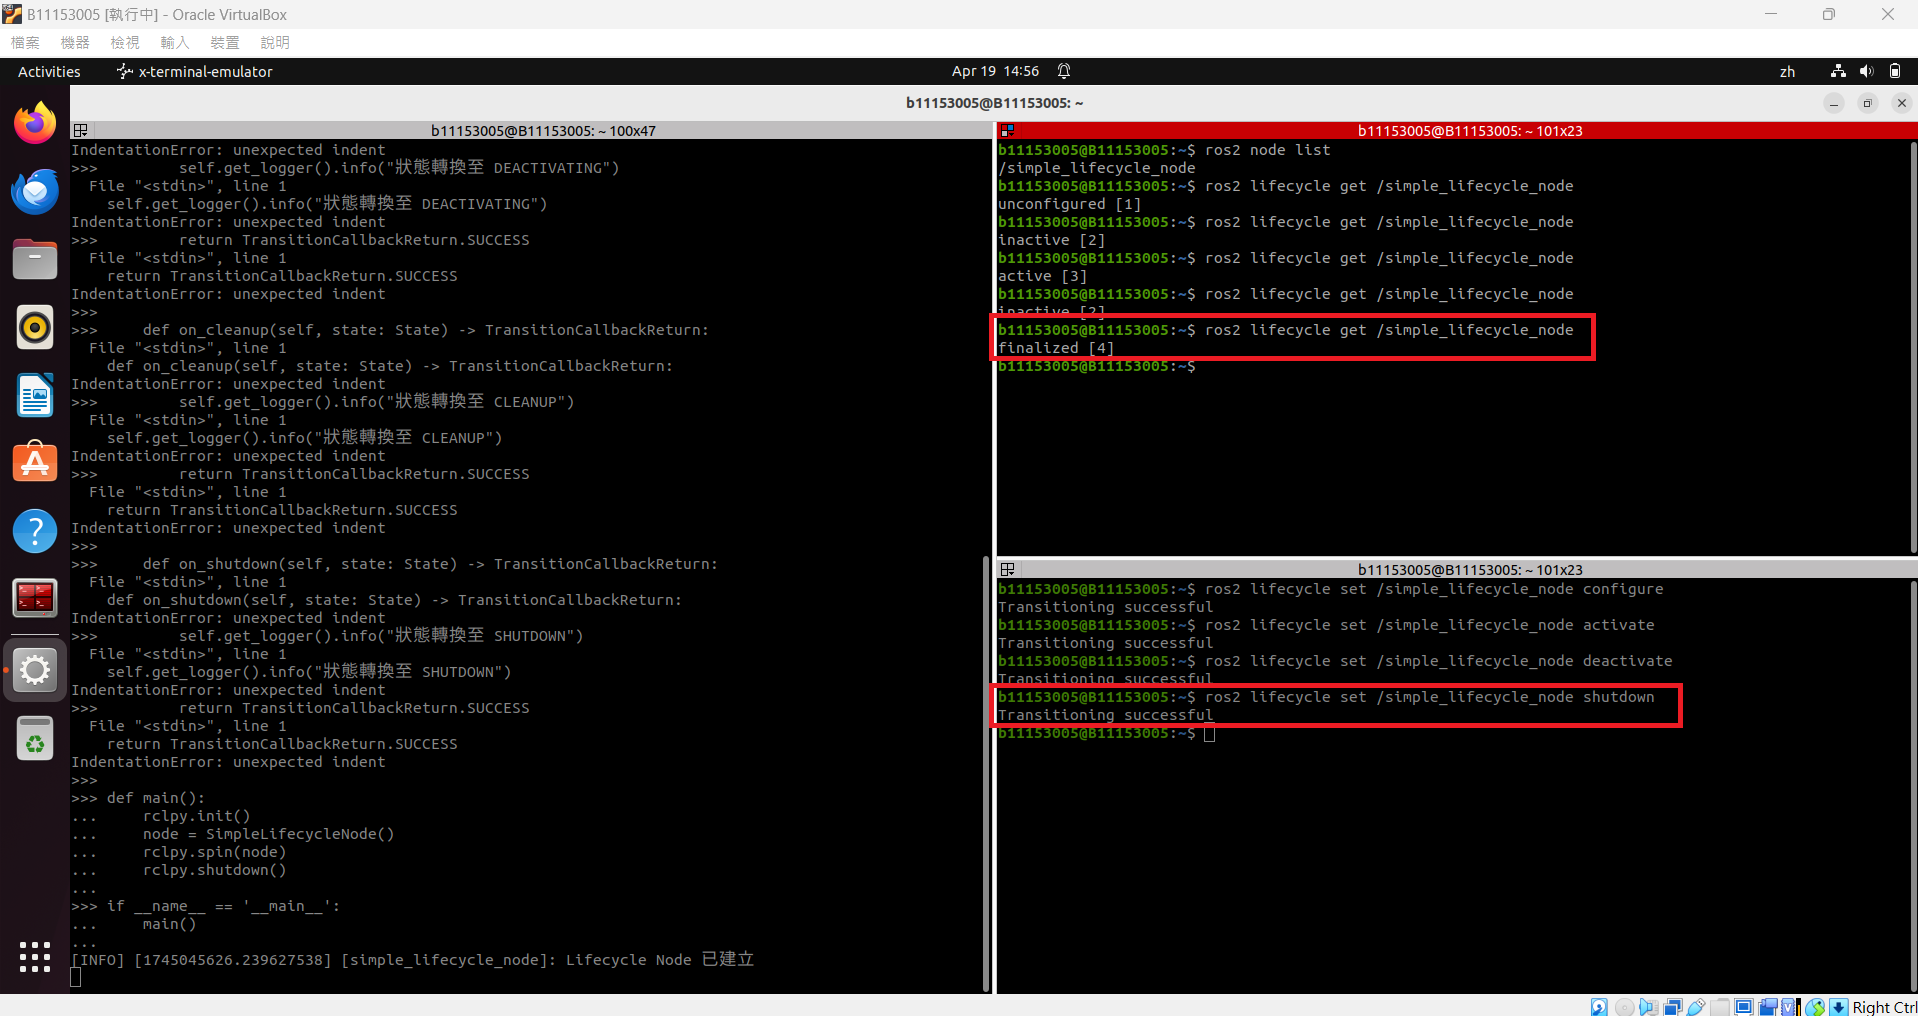 B11153005 [執行中] - Oracle VirtualBox
檔案 機器 檢視 輸入 裝置 說明
Activities x-terminal-emulator Apr 19 14:56 zh
b11153005@B11153005: ~
b11153005@B11153005: ~ 100x47
IndentationError: unexpected indent
>>>         self.get_logger().info("狀態轉換至 DEACTIVATING")
  File "<stdin>", line 1
    self.get_logger().info("狀態轉換至 DEACTIVATING")
IndentationError: unexpected indent
>>>         return TransitionCallbackReturn.SUCCESS
  File "<stdin>", line 1
    return TransitionCallbackReturn.SUCCESS
IndentationError: unexpected indent
>>>
>>>     def on_cleanup(self, state: State) -> TransitionCallbackReturn:
  File "<stdin>", line 1
    def on_cleanup(self, state: State) -> TransitionCallbackReturn:
IndentationError: unexpected indent
>>>         self.get_logger().info("狀態轉換至 CLEANUP")
  File "<stdin>", line 1
    self.get_logger().info("狀態轉換至 CLEANUP")
IndentationError: unexpected indent
>>>         return TransitionCallbackReturn.SUCCESS
  File "<stdin>", line 1
    return TransitionCallbackReturn.SUCCESS
IndentationError: unexpected indent
>>>
>>>     def on_shutdown(self, state: State) -> TransitionCallbackReturn:
  File "<stdin>", line 1
    def on_shutdown(self, state: State) -> TransitionCallbackReturn:
IndentationError: unexpected indent
>>>         self.get_logger().info("狀態轉換至 SHUTDOWN")
  File "<stdin>", line 1
    self.get_logger().info("狀態轉換至 SHUTDOWN")
IndentationError: unexpected indent
>>>         return TransitionCallbackReturn.SUCCESS
  File "<stdin>", line 1
    return TransitionCallbackReturn.SUCCESS
IndentationError: unexpected indent
>>>
>>> def main():
...     rclpy.init()
...     node = SimpleLifecycleNode()
...     rclpy.spin(node)
...     rclpy.shutdown()
...
>>> if __name__ == '__main__':
...     main()
...
[INFO] [1745045626.239627538] [simple_lifecycle_node]: Lifecycle Node 已建立
b11153005@B11153005: ~ 101x23
b11153005@B11153005:~$ ros2 node list
/simple_lifecycle_node
b11153005@B11153005:~$ ros2 lifecycle get /simple_lifecycle_node
unconfigured [1]
b11153005@B11153005:~$ ros2 lifecycle get /simple_lifecycle_node
inactive [2]
b11153005@B11153005:~$ ros2 lifecycle get /simple_lifecycle_node
active [3]
b11153005@B11153005:~$ ros2 lifecycle get /simple_lifecycle_node
inactive [2]
b11153005@B11153005:~$ ros2 lifecycle get /simple_lifecycle_node
finalized [4]
b11153005@B11153005:~$
b11153005@B11153005: ~ 101x23
b11153005@B11153005:~$ ros2 lifecycle set /simple_lifecycle_node configure
Transitioning successful
b11153005@B11153005:~$ ros2 lifecycle set /simple_lifecycle_node activate
Transitioning successful
b11153005@B11153005:~$ ros2 lifecycle set /simple_lifecycle_node deactivate
Transitioning successful
b11153005@B11153005:~$ ros2 lifecycle set /simple_lifecycle_node shutdown
Transitioning successful
b11153005@B11153005:~$
Right Ctrl